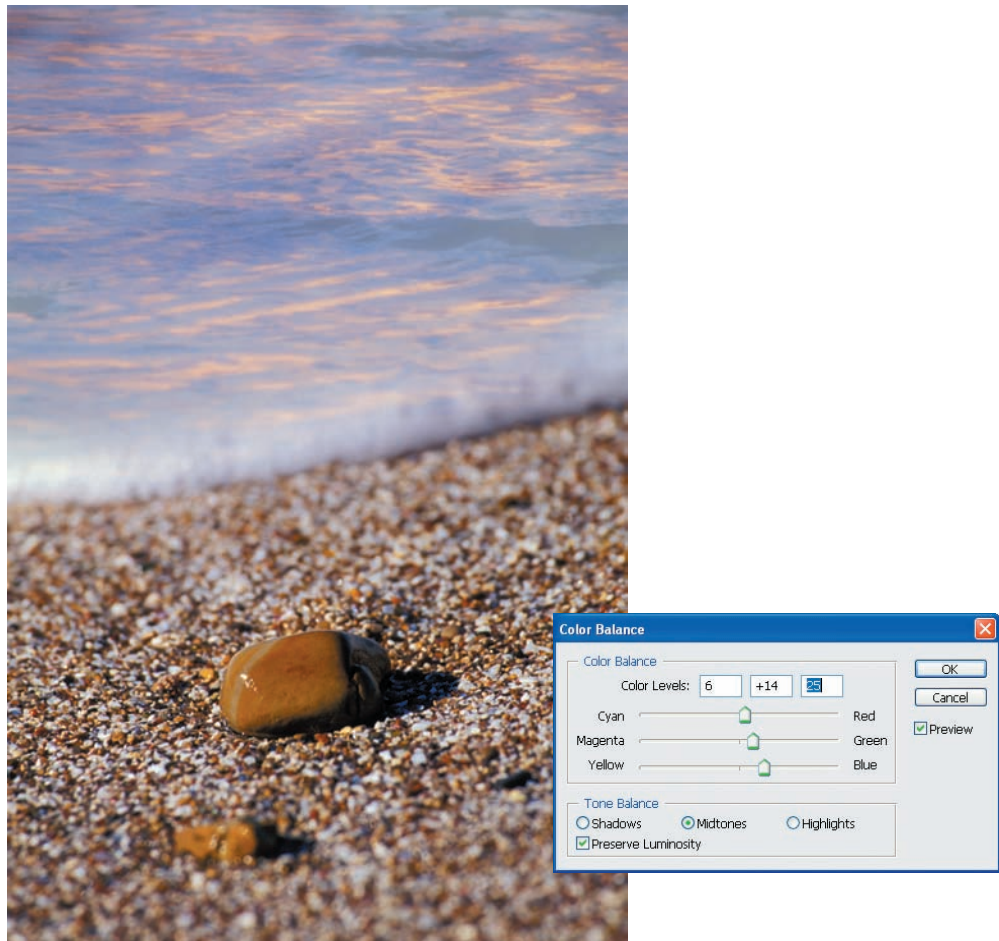 Color Balance
Color Balance
Color Levels: 6 +14 25
Cyan Red
Magenta Green
Yellow Blue
Tone Balance
Shadows Midtones Highlights
Preserve Luminosity
OK
Cancel
Preview